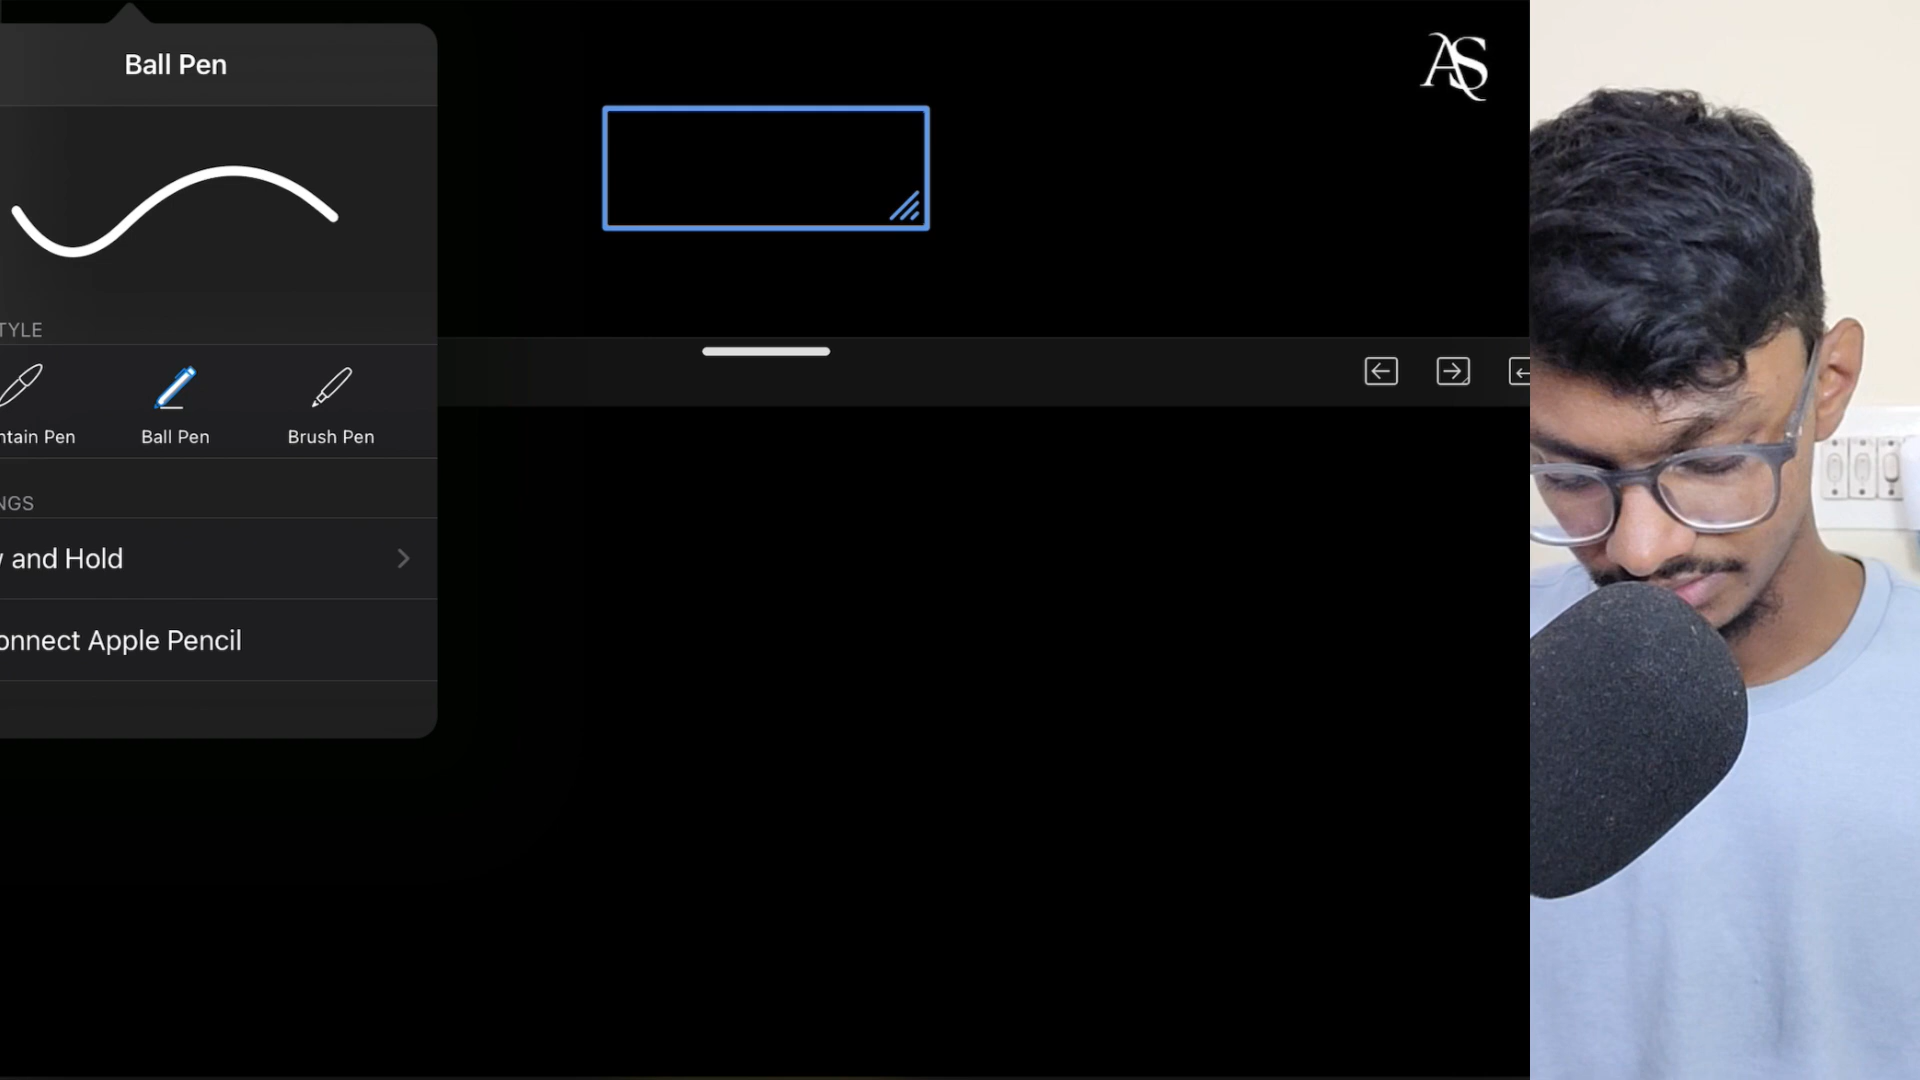 Ball Pen
AS
TYLE
ntain Pen
Ball Pen
Brush Pen
NGS
and Hold
onnect Apple Pencil